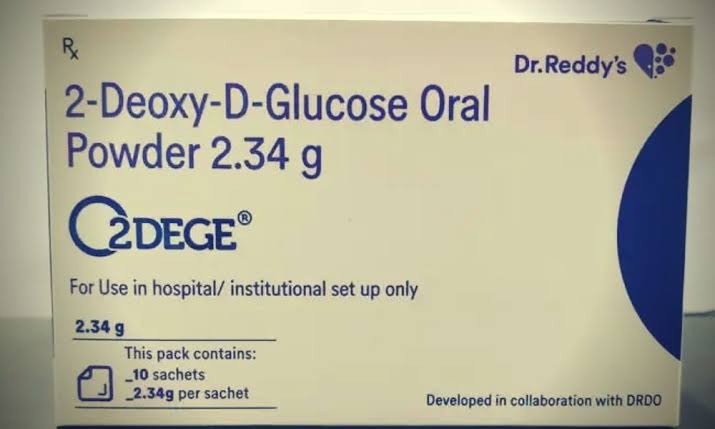 Rx
Dr.Reddy's
2-Deoxy-D-Glucose Oral
Powder 2.34 g
2DEGE®
For Use in hospital/ institutional set up only
2.34 g
This pack contains:
_10 sachets
_2.34g per sachet
Developed in collaboration with DRDO